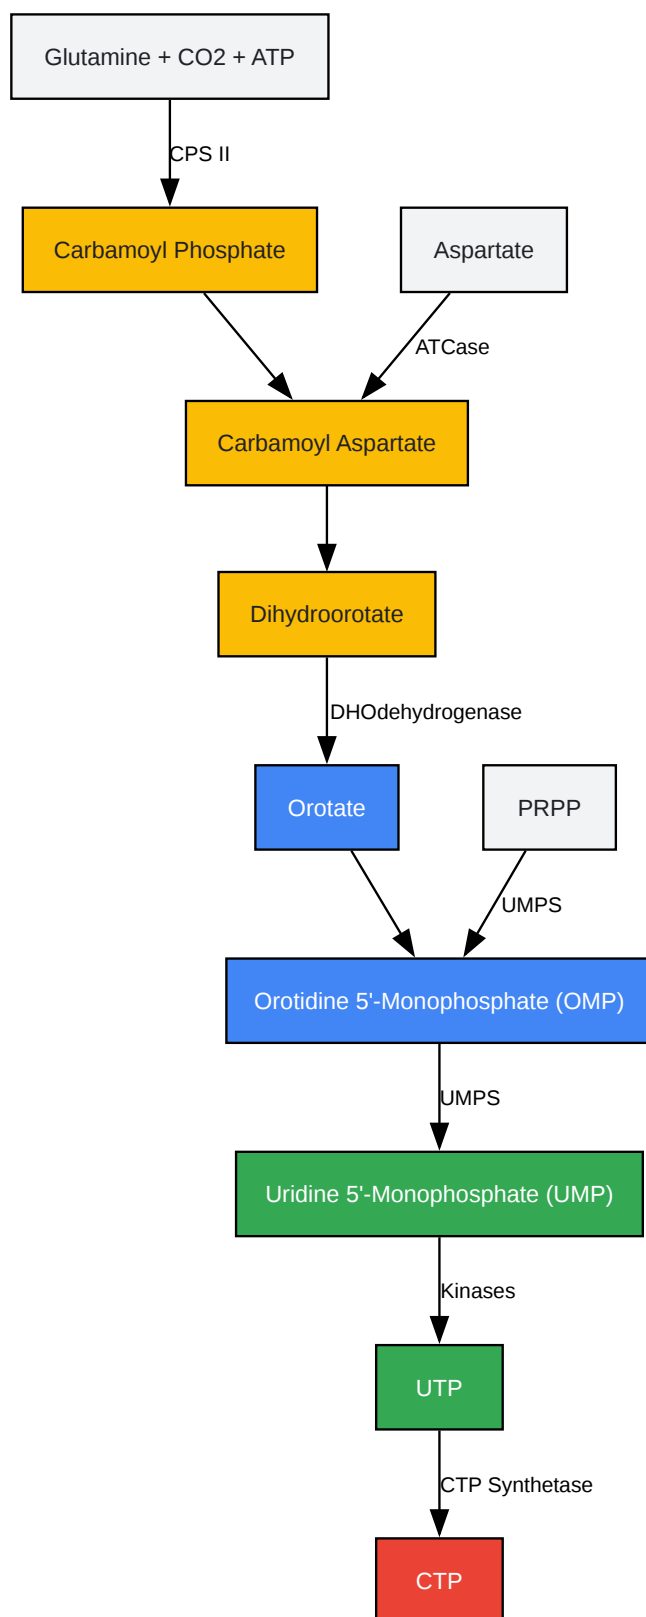 Glutamine + CO2 + ATP
CPS II
Carbamoyl Phosphate
Aspartate
ATCase
Carbamoyl Aspartate
Dihydroorotate
DHOdehydrogenase
Orotate
PRPP
UMPS
Orotidine 5'-Monophosphate (OMP)
UMPS
Uridine 5'-Monophosphate (UMP)
Kinases
UTP
CTP Synthetase
CTP